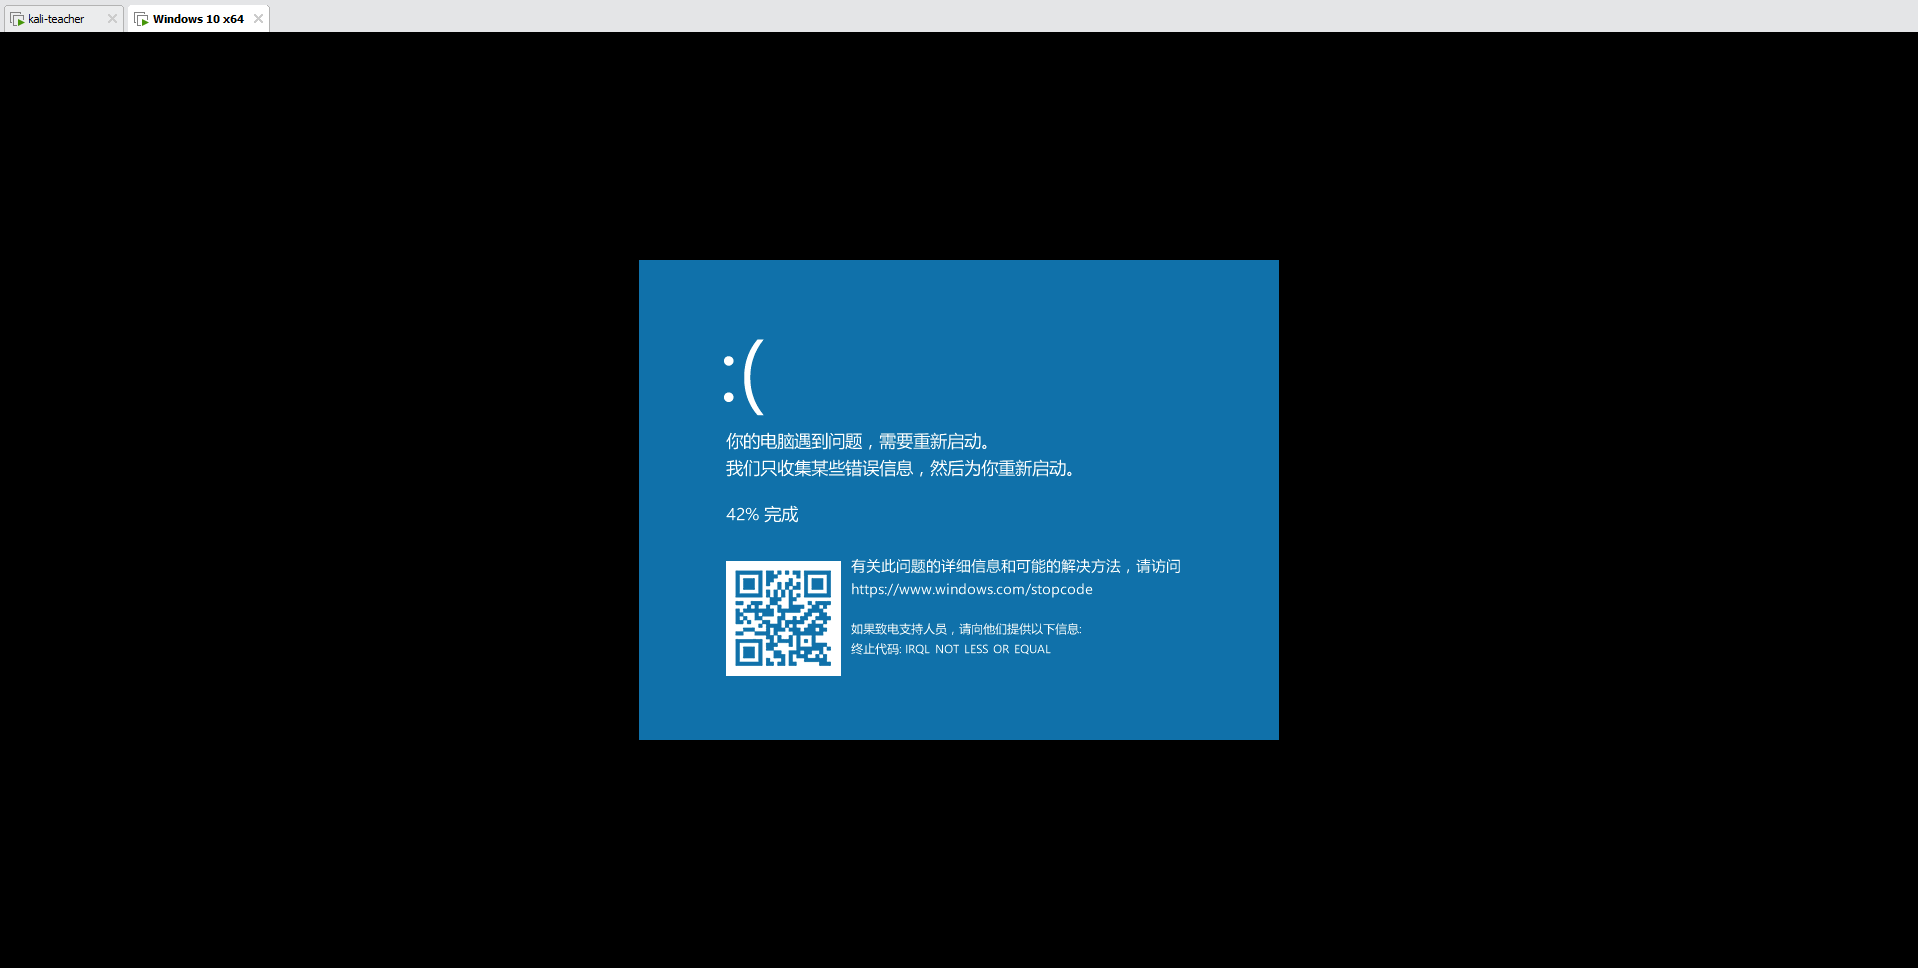 kali-teacher
Windows 10 x64
:(
你的电脑遇到问题，需要重新启动。
我们只收集某些错误信息，然后为你重新启动。
42% 完成
有关此问题的详细信息和可能的解决方法，请访问
https://www.windows.com/stopcode
如果致电支持人员，请向他们提供以下信息:
终止代码: IRQL NOT LESS OR EQUAL